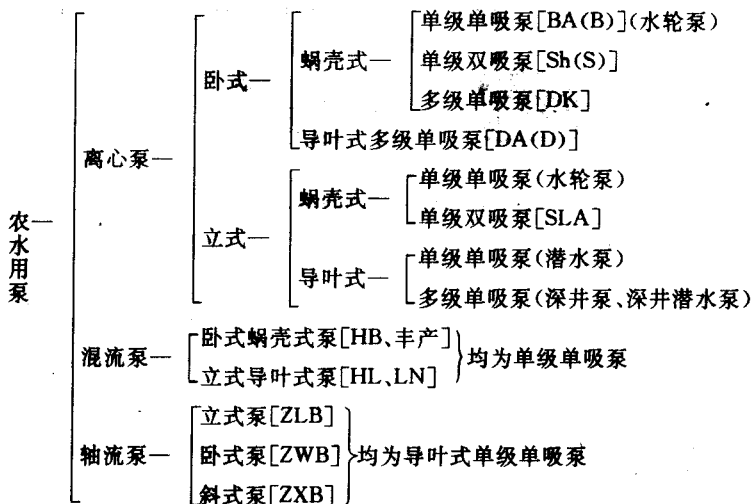 单级单吸泵[BA(B)](水轮泵)
蜗壳式—
单级双吸泵[Sh(S)]
卧式—
多级单吸泵[DK]
导叶式多级单吸泵[DA(D)]
离心泵—
单级单吸泵(水轮泵)
蜗壳式—
单级双吸泵[SLA]
农水用泵—
立式—
单级单吸泵(潜水泵)
导叶式—
多级单吸泵(深井泵、深井潜水泵)
卧式蜗壳式泵[HB、丰产]
混流泵—
均为单级单吸泵
立式导叶式泵[HL、LN]
立式泵[ZLB]
轴流泵—
卧式泵[ZWB]
均为导叶式单级单吸泵
斜式泵[ZXB]